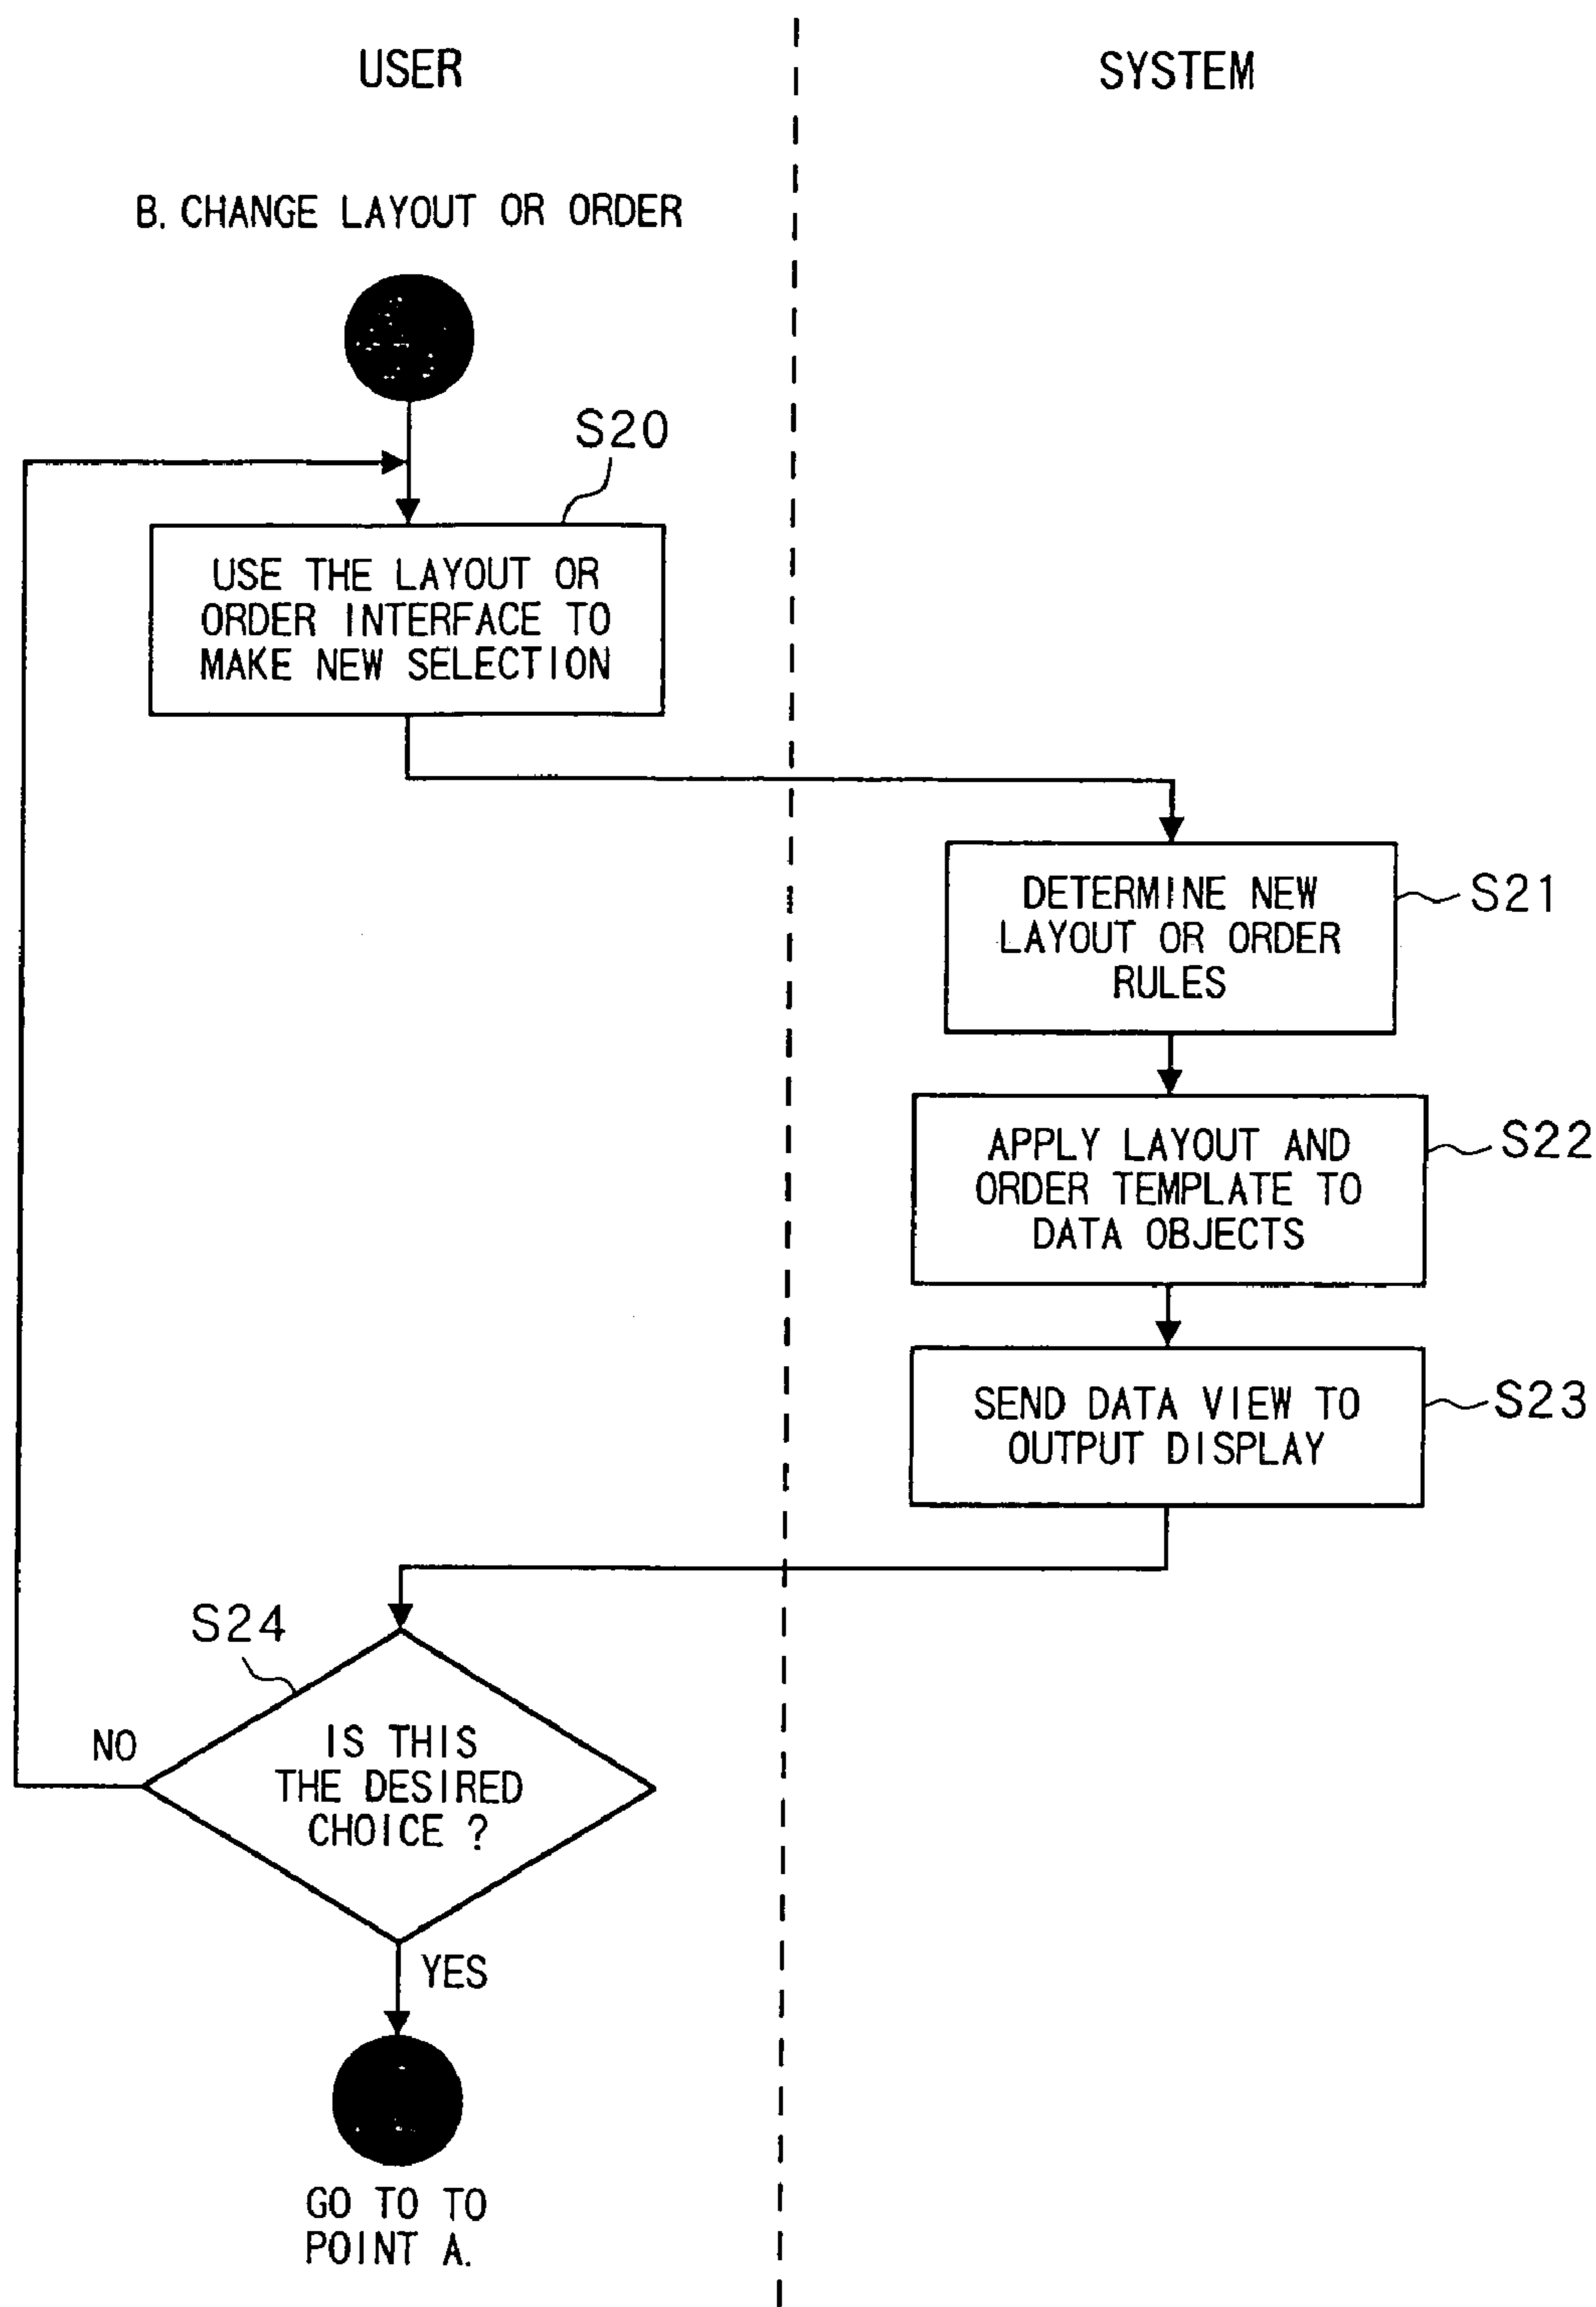 USER
SYSTEM
B. CHANGE LAYOUT OR ORDER
S20
USE THE LAYOUT OR
ORDER INTERFACE TO
MAKE NEW SELECTION
DETERMINE NEW
LAYOUT OR ORDER
RULES
S21
APPLY LAYOUT AND
ORDER TEMPLATE TO
DATA OBJECTS
S22
SEND DATA VIEW TO
OUTPUT DISPLAY
S23
S24
NO
IS THIS
THE DESIRED
CHOICE ?
YES
GO TO TO
POINT A.